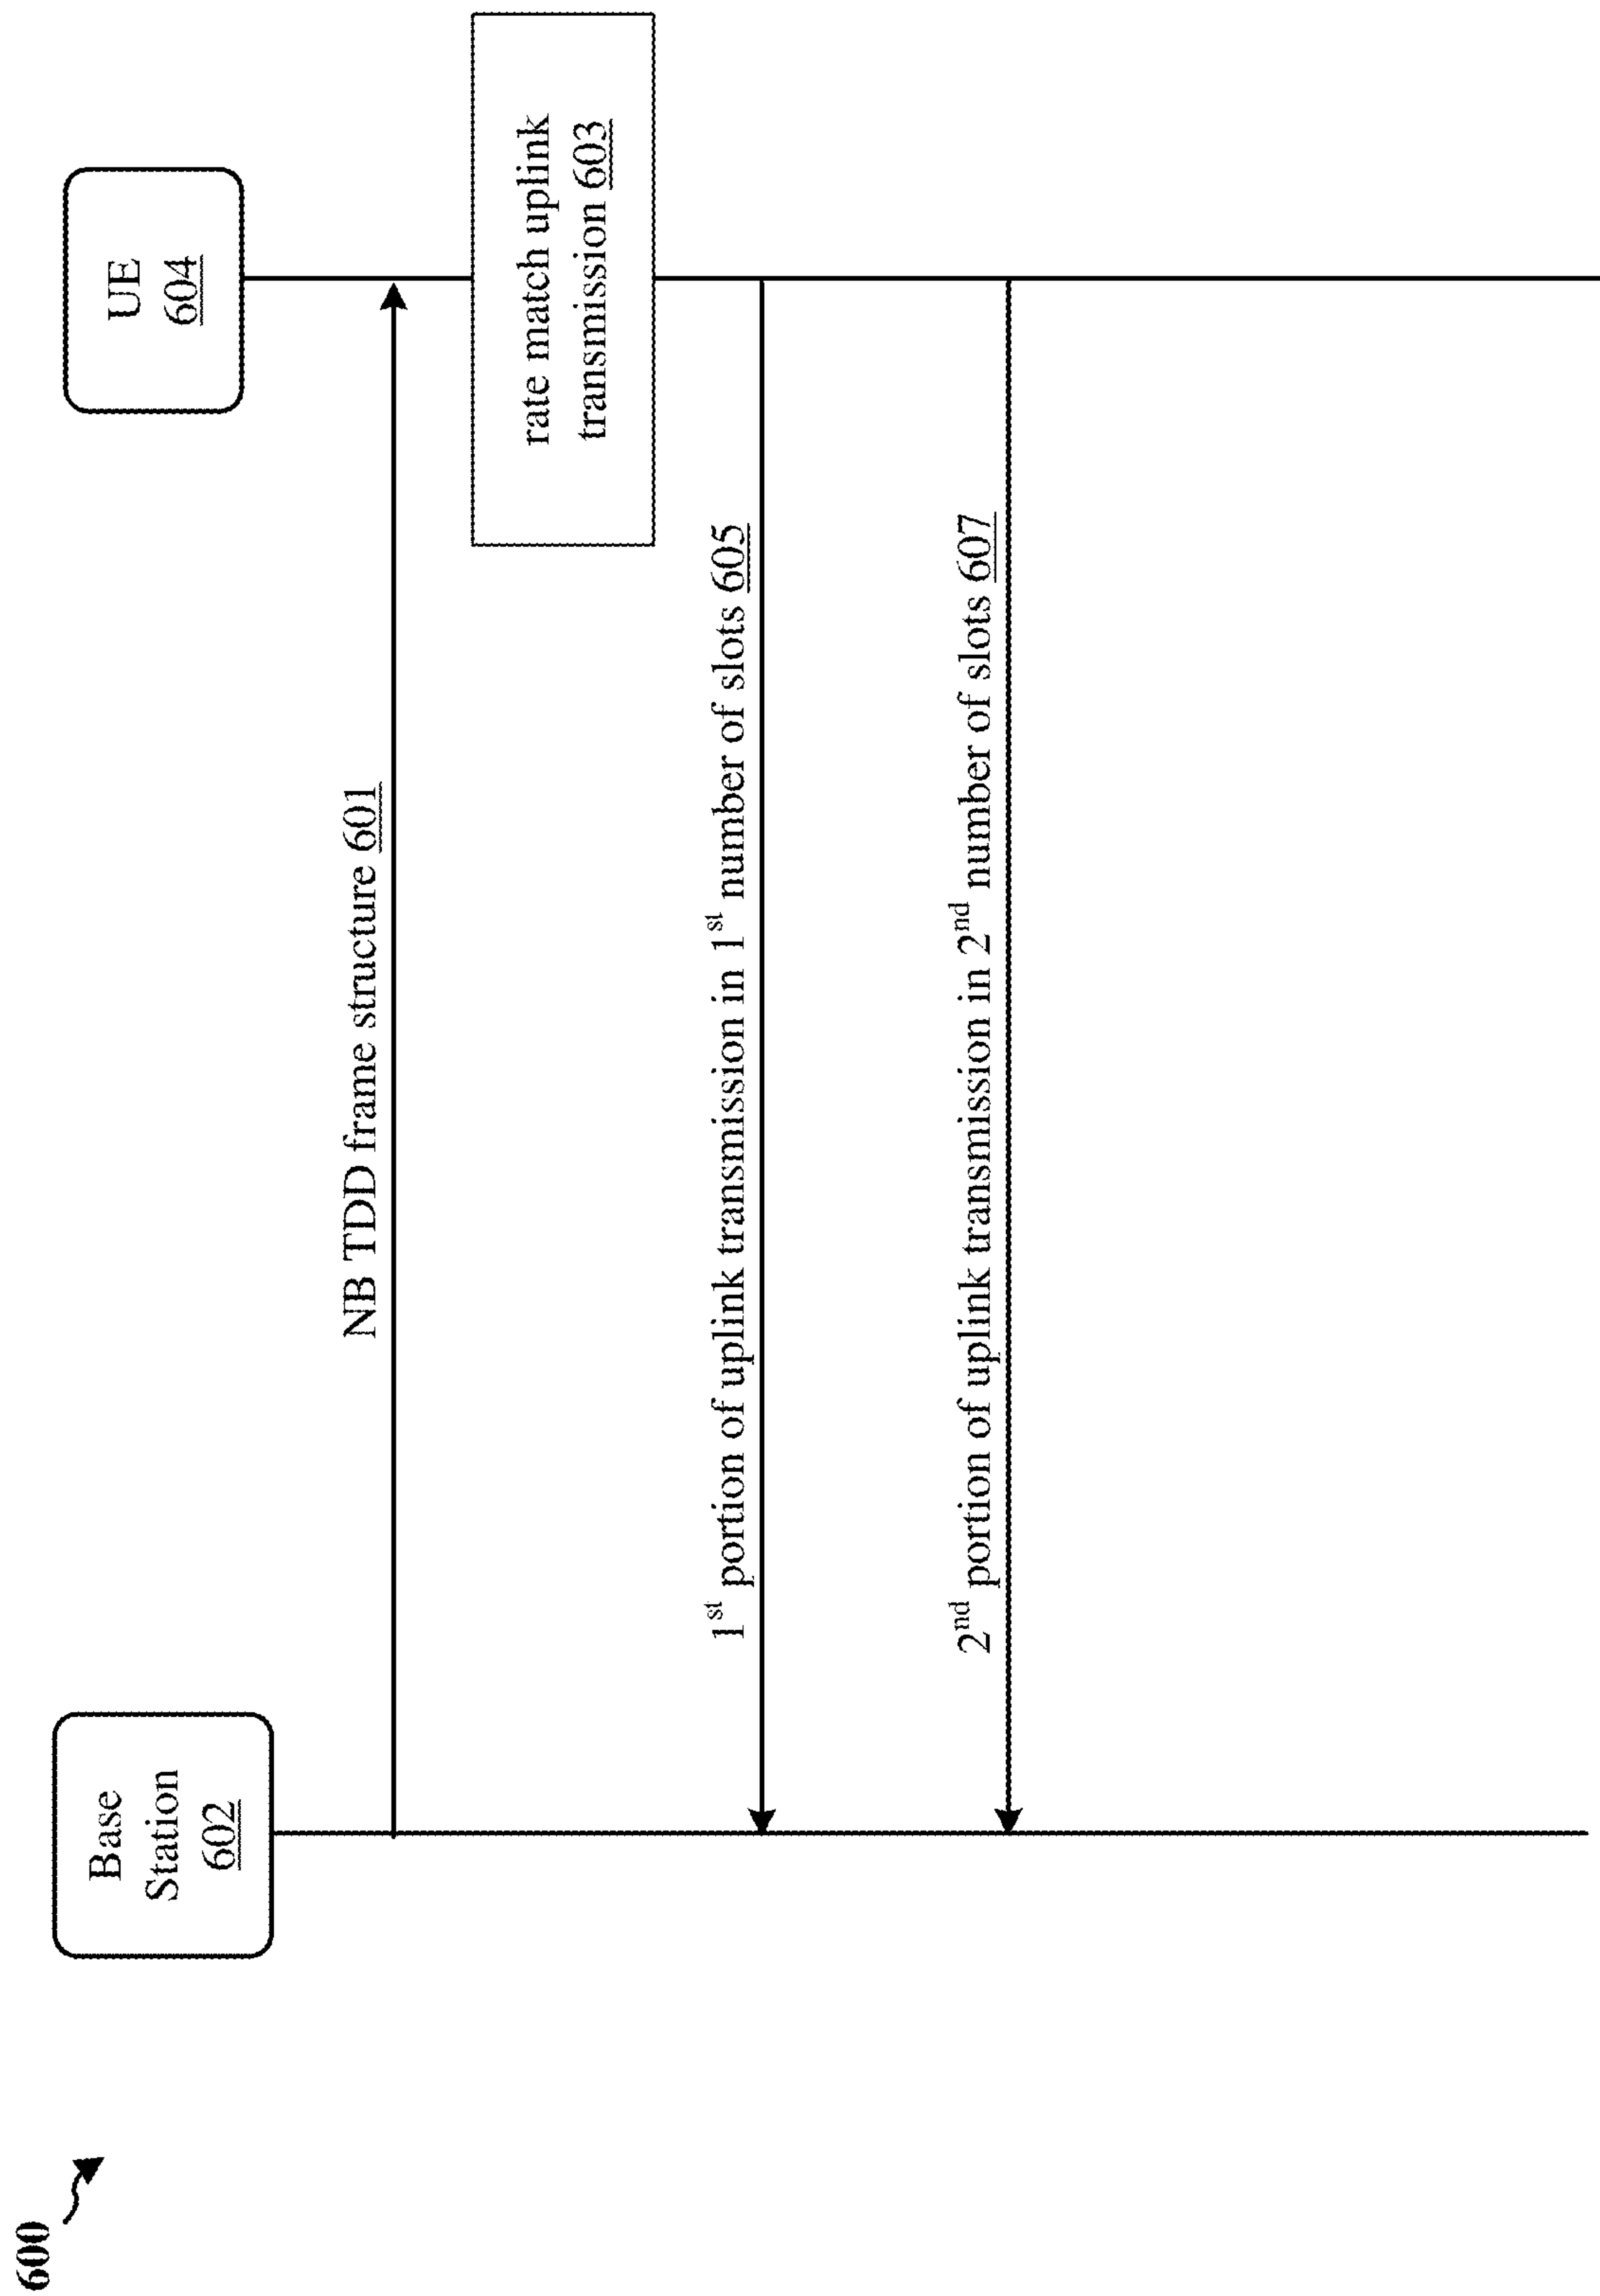 600
Base
Station
602
UE
604
NB TDD frame structure 601
rate match uplink
transmission 603
1st portion of uplink transmission in 1st number of slots 605
2nd portion of uplink transmission in 2nd number of slots 607